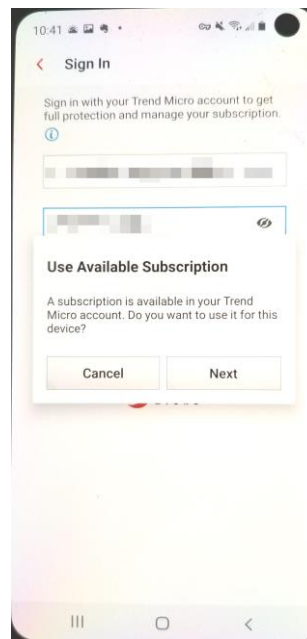 10:41
Sign In
Sign in with your Trend Micro account to get
full protection and manage your subscription.
Use Available Subscription
A subscription is available in your Trend
Micro account. Do you want to use it for this
device?
Cancel
Next